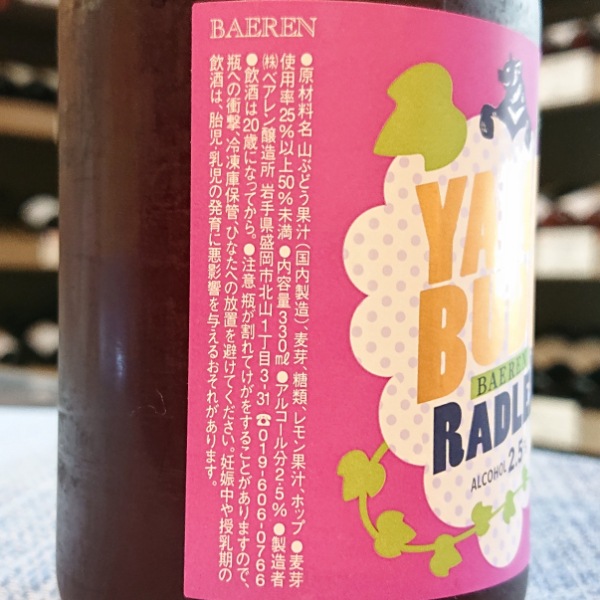 BAEREN
●原材料名 山ぶどう果汁(国内製造)、麦芽、糖類、レモン果汁、ホップ ●麦芽
使用率25%以上50%未満 ●内容量330㎖ ●アルコール分2.5% ●製造者
㈱ベアレン醸造所 岩手県盛岡市北山1丁目3-31 ☎019-606-0766
●飲酒は20歳になってから。●注意 瓶が割れてけがをすることがありますので、
瓶への衝撃、冷凍庫保管、ひなたへの放置を避けてください。妊娠中や授乳期の
飲酒は、胎児・乳児の発育に悪影響を与えるおそれがあります。
YA
BU
BAEREN
RADLE
ALCOHOL 2.5